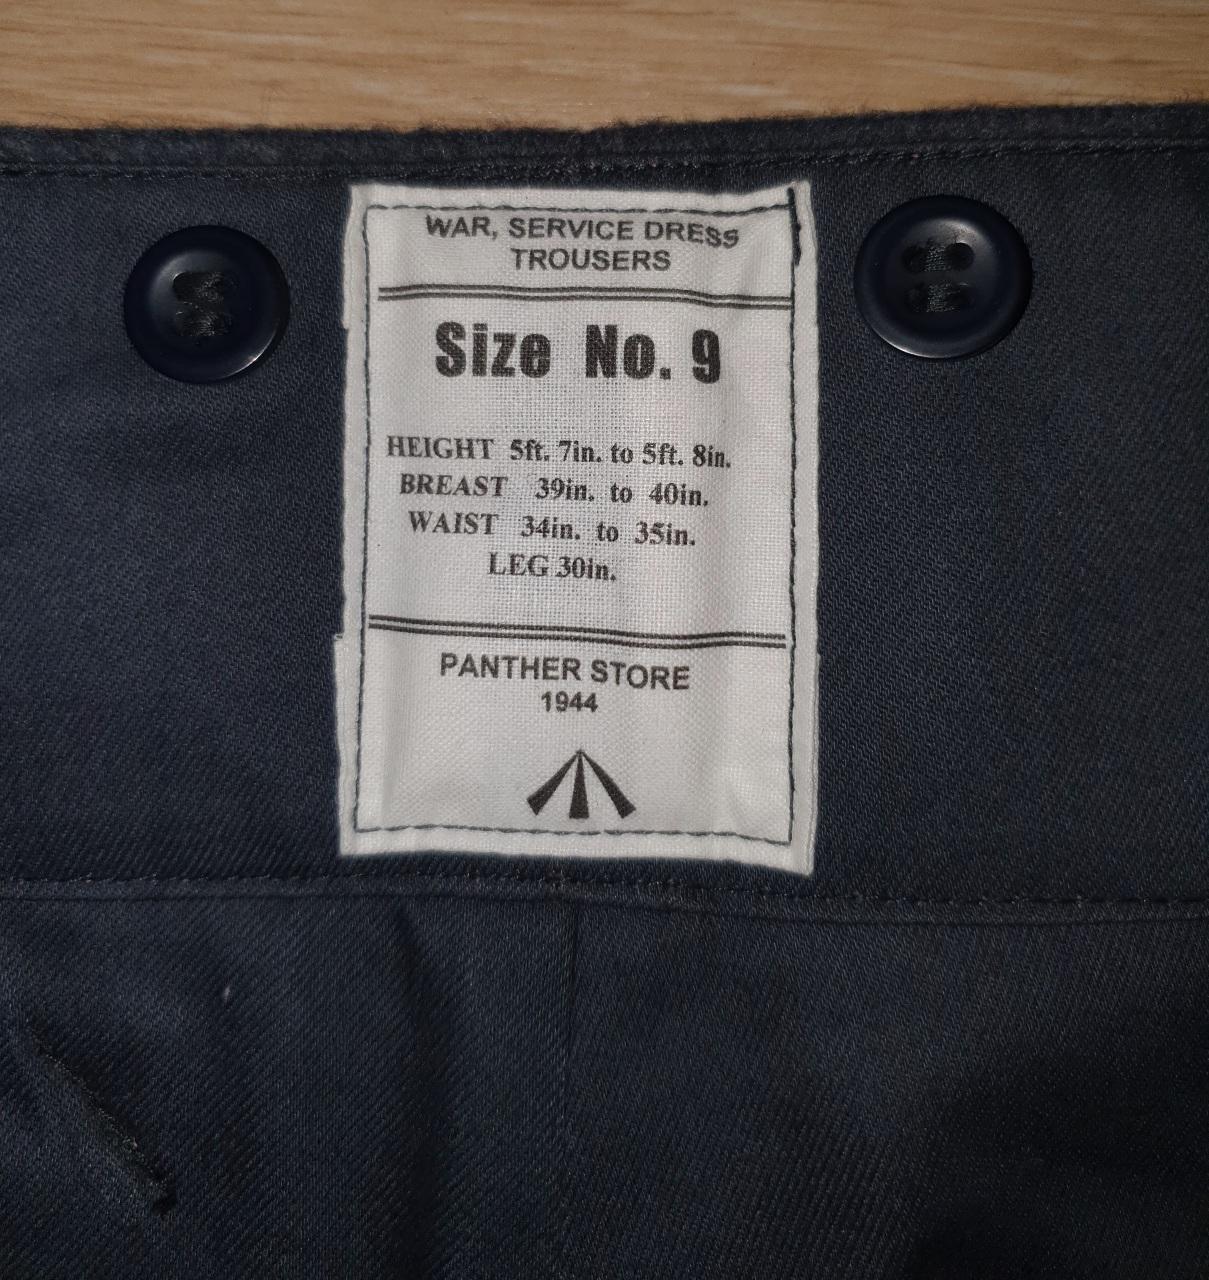 WAR, SERVICE DRESS
TROUSERS
Size No. 9
HEIGHT 5ft. 7in. to 5ft. 8in.
BREAST 39in. to 40in.
WAIST 34in. to 35in.
LEG 30in.
PANTHER STORE
1944